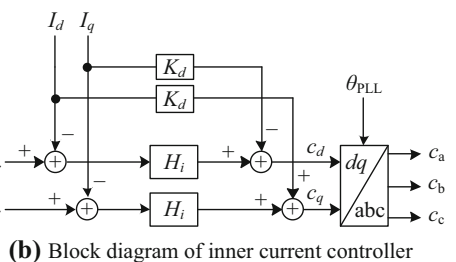 I_d I_q
K_d
K_d
θ_PLL
−
−
+ + H_i + c_d dq c_a
− + c_b
+ H_i + c_q abc c_c
(b) Block diagram of inner current controller